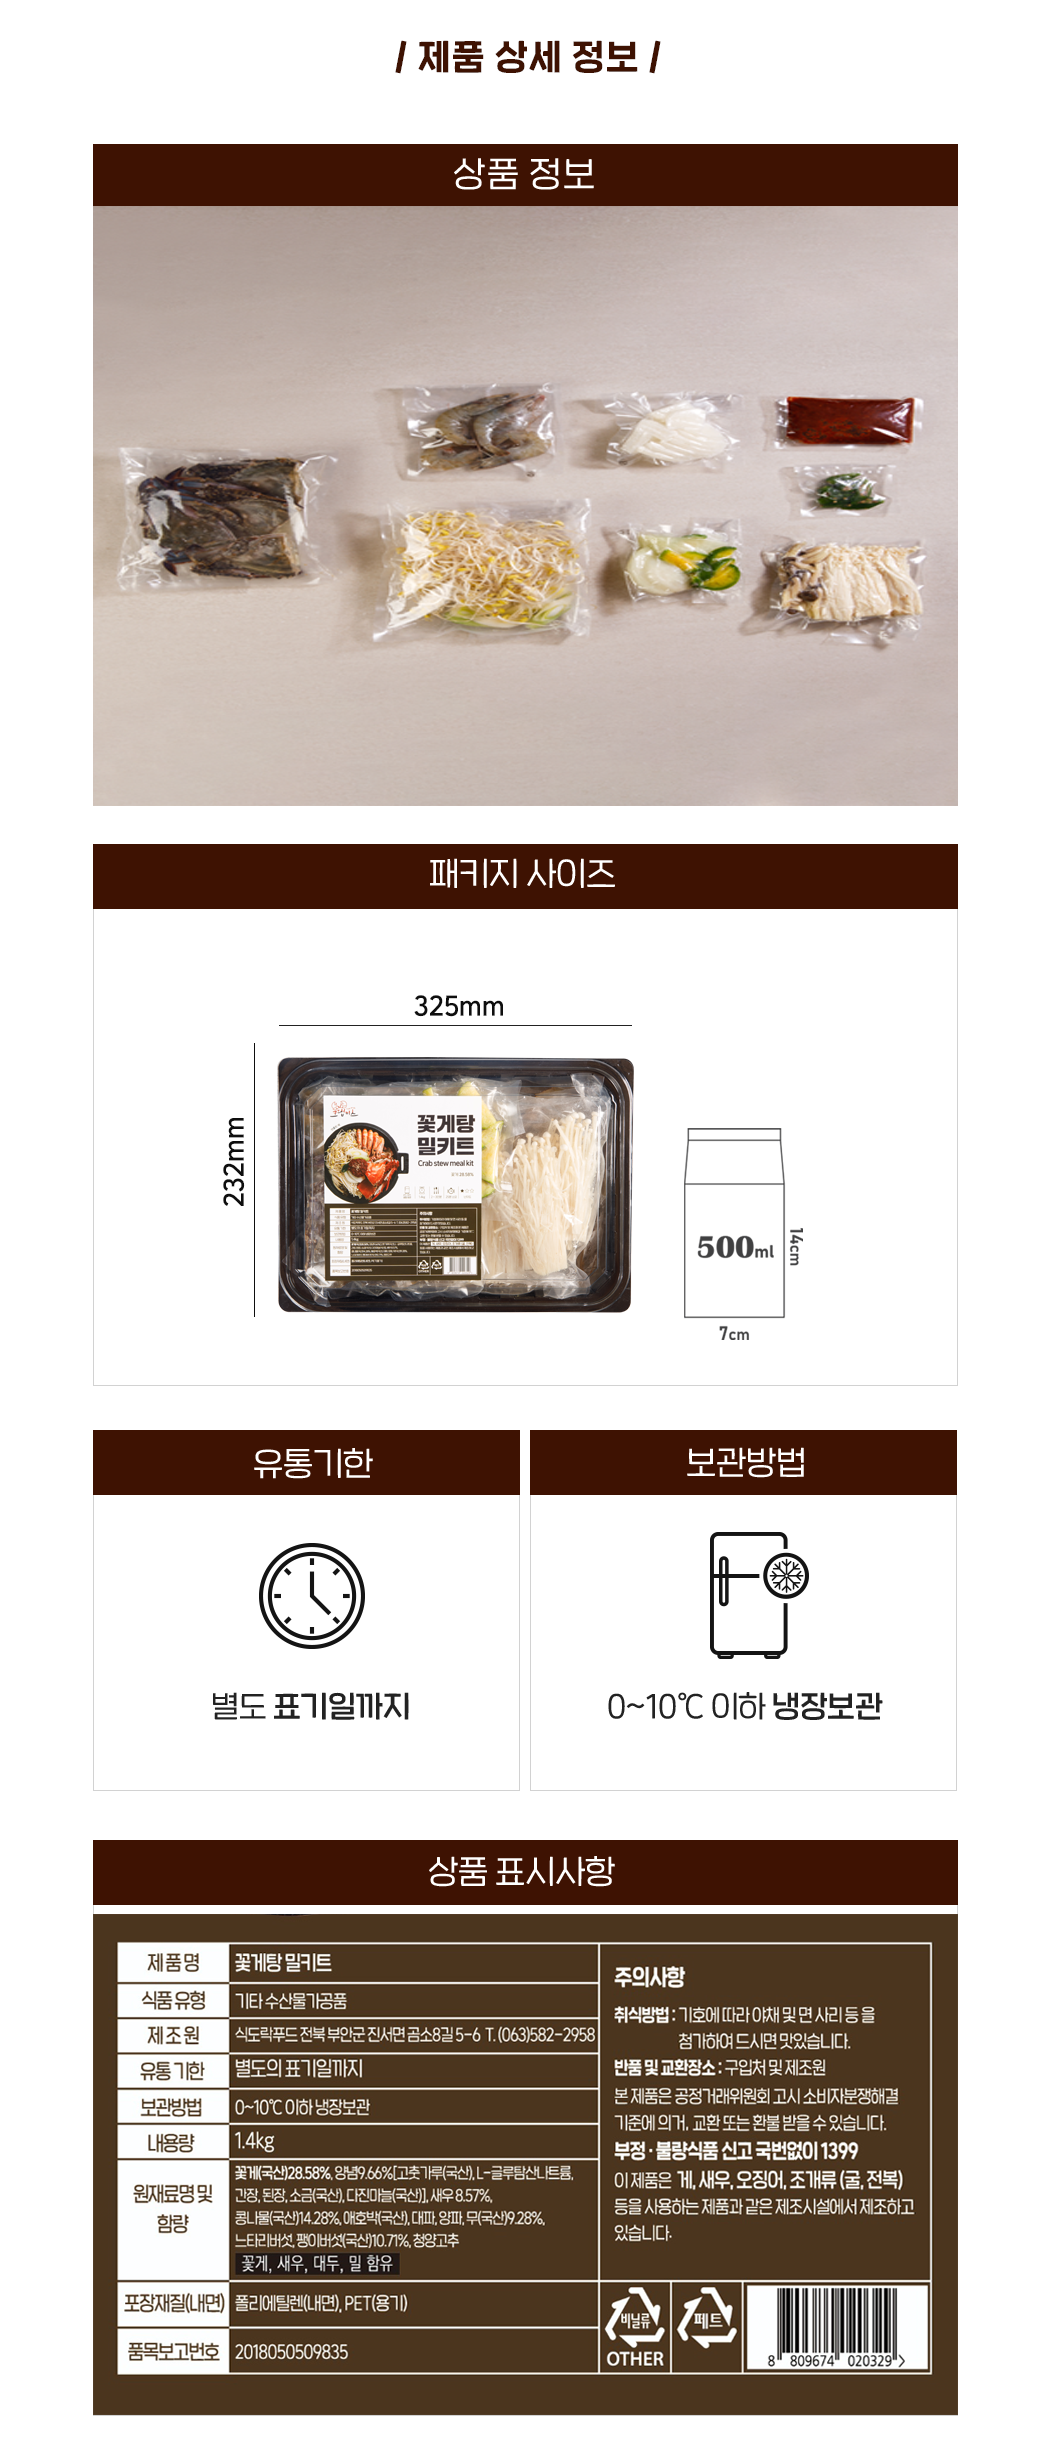 / 제품 상세 정보 /
상품 정보
패키지 사이즈
325mm
232mm
꽃게탕
밀키트
Crab stew meal kit
500ml
14cm
7cm
유통기한
보관방법
별도 표기일까지
0~10℃ 이하 냉장보관
상품 표시사항
제품명 꽃게탕 밀키트
식품 유형 기타 수산물가공품
제조원 식도락푸드 전북 부안군 진서면 곰소8길 5-6 T. (063)582-2958
유통 기한 별도의 표기일까지
보관방법 0~10℃ 이하 냉장보관
내용량 1.4kg
원재료명 및
함량
꽃게(국산)28.58%, 양념9.66%[고춧가루(국산), L-글루탐산나트륨,
간장, 된장, 소금(국산), 다진마늘(국산)], 새우 8.57%,
콩나물(국산)14.28%, 애호박(국산), 대파, 양파, 무(국산)9.28%,
느타리버섯, 팽이버섯(국산)10.71%, 청양고추
꽃게, 새우, 대두, 밀 함유
포장재질(내면) 폴리에틸렌(내면), PET(용기)
품목보고번호 2018050509835
주의사항
취식방법 : 기호에 따라 야채 및 면 사리 등 을
첨가하여 드시면 맛있습니다.
반품 및 교환장소 : 구입처 및 제조원
본 제품은 공정거래위원회 고시 소비자분쟁해결
기준에 의거, 교환 또는 환불 받을 수 있습니다.
부정 · 불량식품 신고 국번없이 1399
이 제품은 게, 새우, 오징어, 조개류 (굴, 전복)
등을 사용하는 제품과 같은 제조시설에서 제조하고
있습니다.
비닐류
OTHER
페트
8 809674 020329 >